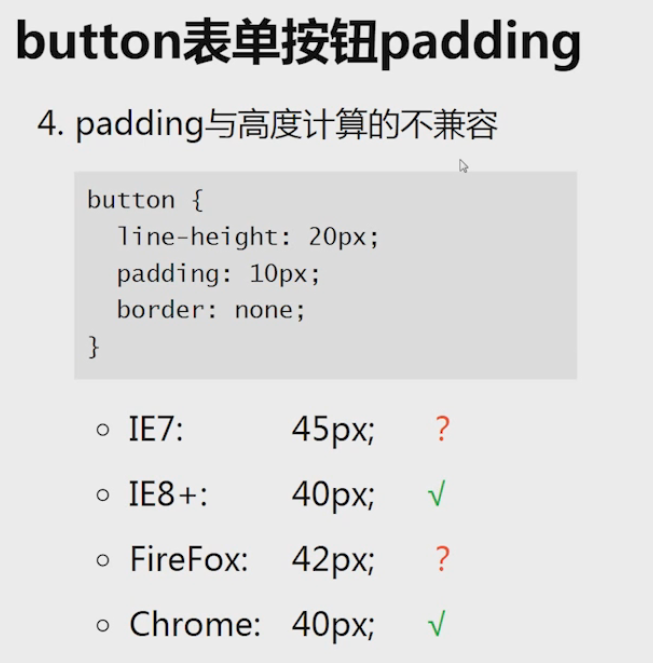 button表单按钮padding
4. padding与高度计算的不兼容
button {
  line-height: 20px;
  padding: 10px;
  border: none;
}
IE7: 45px; ?
IE8+: 40px; √
FireFox: 42px; ?
Chrome: 40px; √